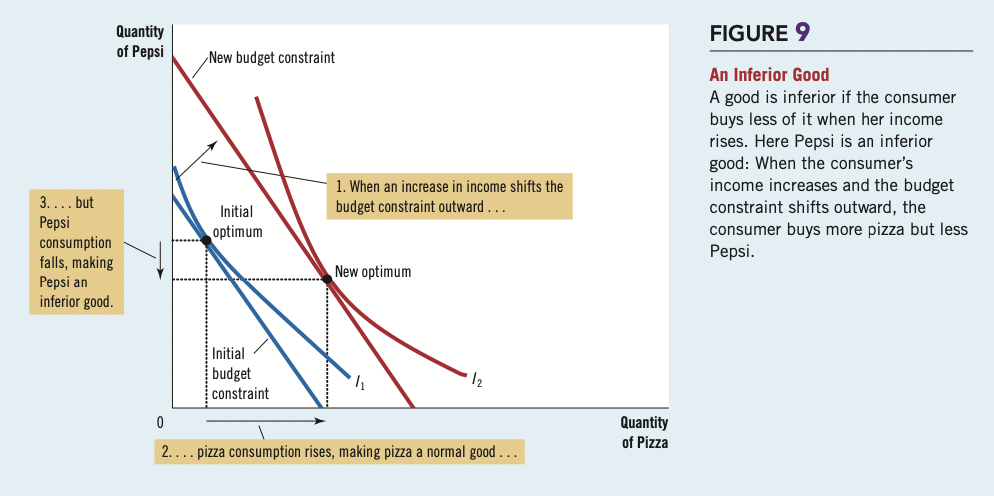 Quantity
of Pepsi
New budget constraint
1. When an increase in income shifts the
budget constraint outward . . .
3. . . . but
Pepsi
consumption
falls, making
Pepsi an
inferior good.
Initial
optimum
New optimum
Initial
budget
constraint
I1
I2
0
Quantity
of Pizza
2. . . . pizza consumption rises, making pizza a normal good . . .
FIGURE 9
An Inferior Good
A good is inferior if the consumer
buys less of it when her income
rises. Here Pepsi is an inferior
good: When the consumer’s
income increases and the budget
constraint shifts outward, the
consumer buys more pizza but less
Pepsi.